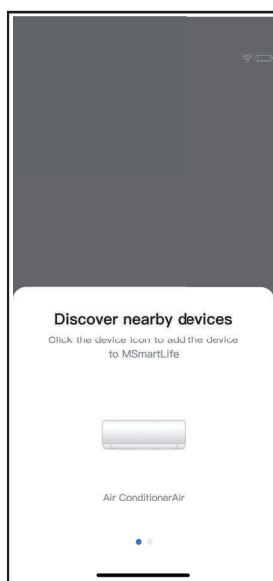 Discover nearby devices
Click the device icon to add the device
to MSmartLife
Air ConditionerAir